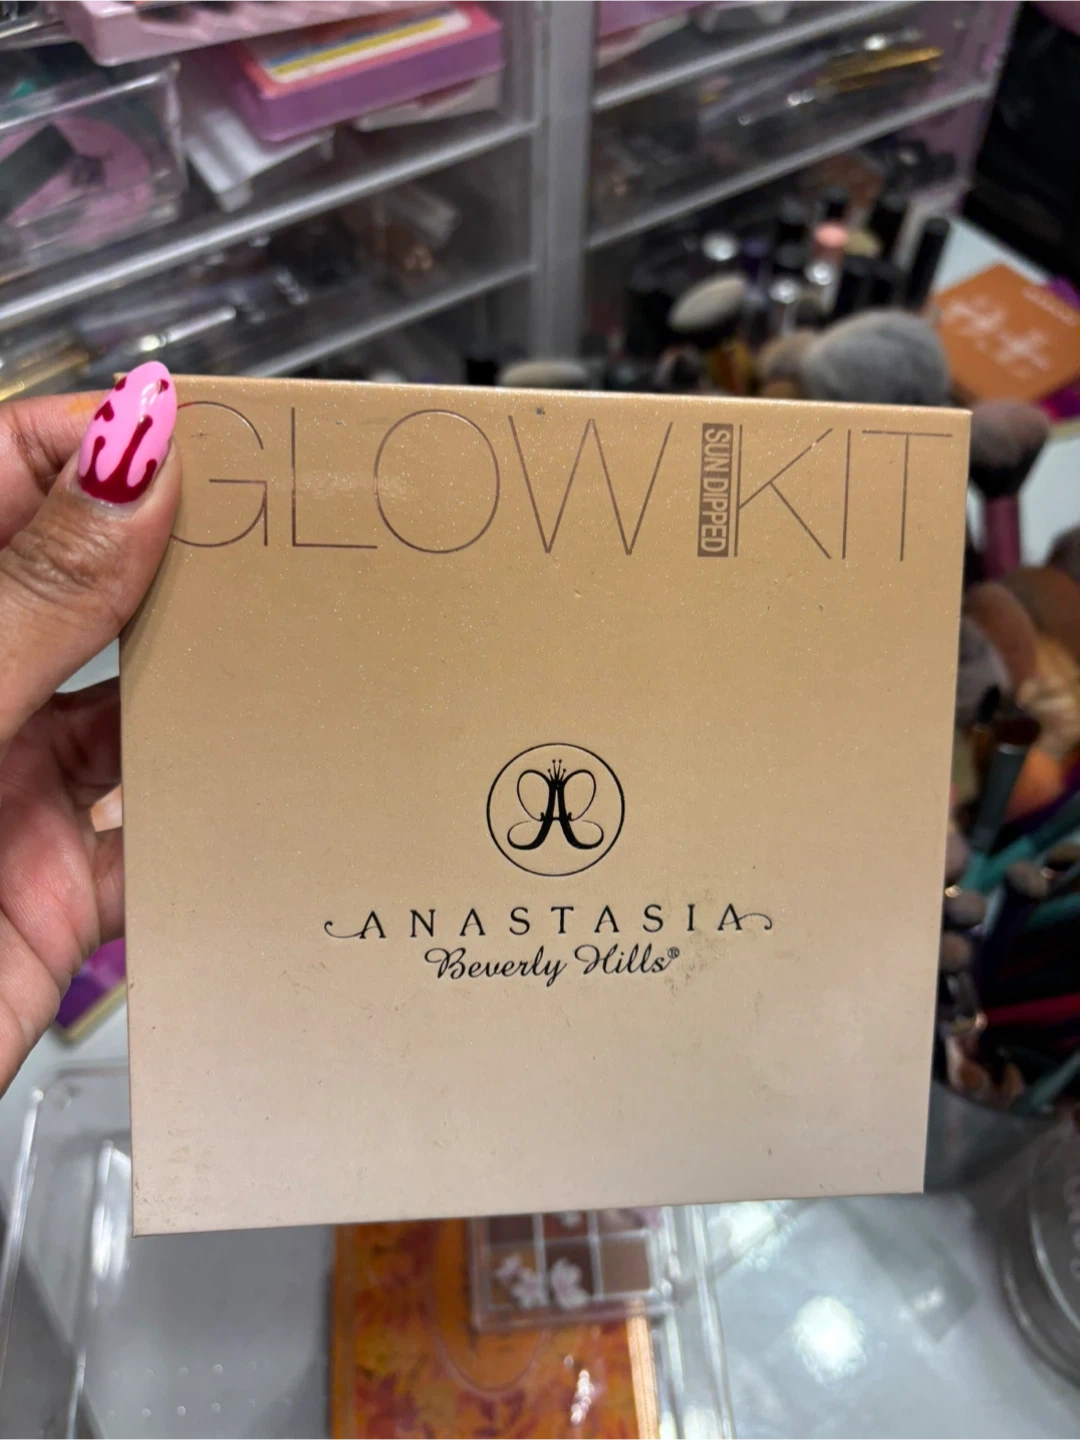 GLOW SUN DIPPED KIT
ANASTASIA
Beverly Hills®